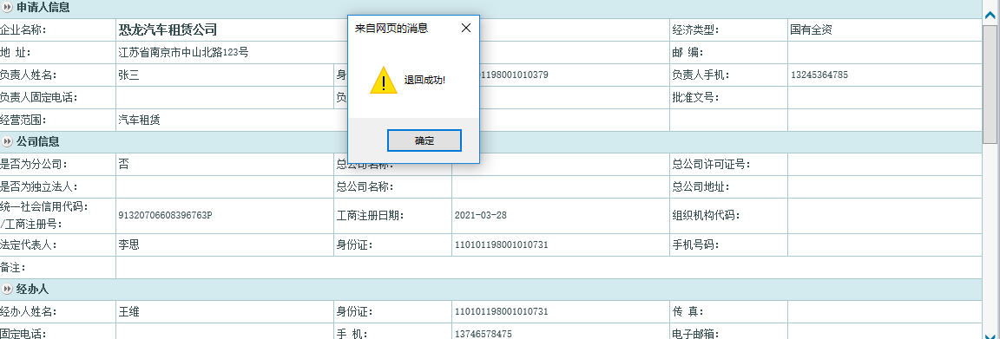 申请人信息
企业名称: 恐龙汽车租赁公司 经济类型: 国有全资
地 址: 江苏省南京市中山北路123号 邮 编:
负责人姓名: 张三 身 1198001010379 负责人手机: 13245364785
负责人固定电话: 负 批准文号:
经营范围: 汽车租赁
来自网页的消息
退回成功!
确定
公司信息
是否为分公司: 否 总公司名称: 总公司许可证号:
是否为独立法人: 总公司名称: 总公司地址:
统一社会信用代码:
/工商注册号: 91320706608396763P 工商注册日期: 2021-03-28 组织机构代码:
法定代表人: 李思 身份证: 110101198001010731 手机号码:
备注:
经办人
经办人姓名: 王维 身份证: 110101198001010731 传 真:
固定电话: 手 机: 13746578475 电子邮箱: